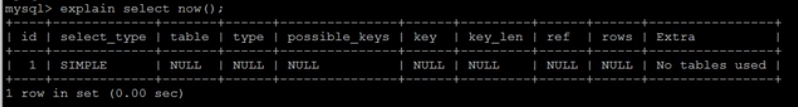 mysql> explain select now();
+----+-------------+-------+------+---------------+------+---------+------+------+----------------+
| id | select_type | table | type | possible_keys | key | key_len | ref | rows | Extra |
+----+-------------+-------+------+---------------+------+---------+------+------+----------------+
| 1 | SIMPLE | NULL | NULL | NULL | NULL | NULL | NULL | NULL | No tables used |
+----+-------------+-------+------+---------------+------+---------+------+------+----------------+
1 row in set (0.00 sec)